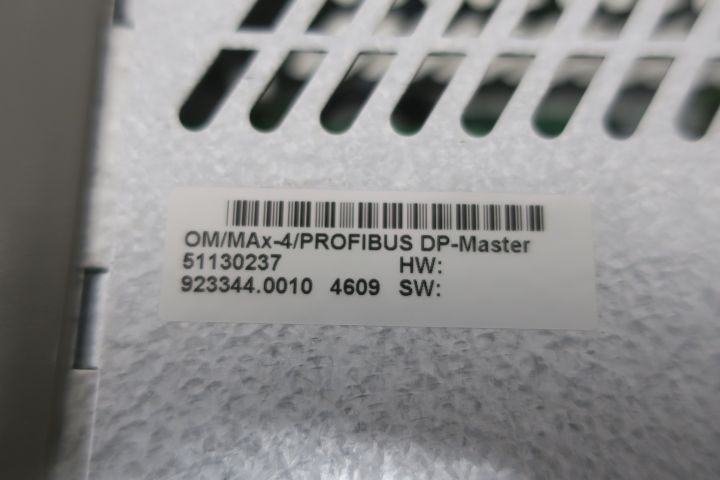 OM/MAx-4/PROFIBUS DP-Master
51130237 HW:
923344.0010 4609 SW: